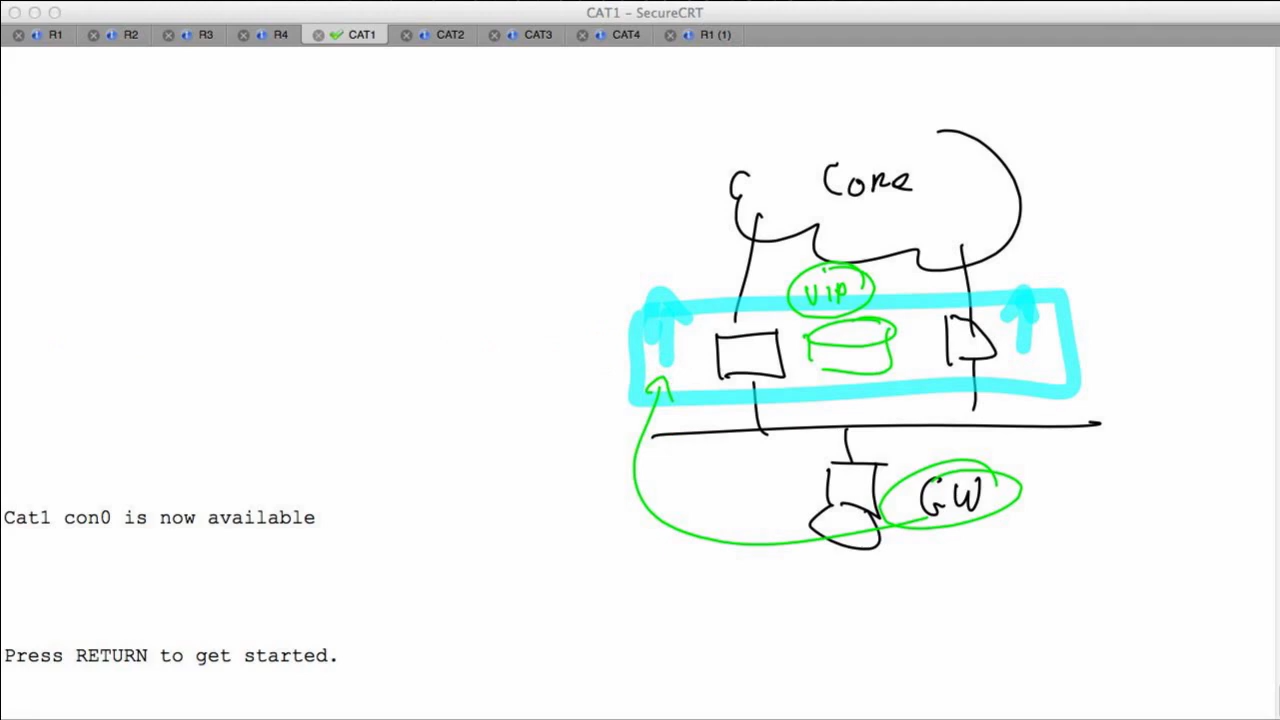 CAT1 – SecureCRT
R1 R2 R3 R4 CAT1 CAT2 CAT3 CAT4 R1 (1)
Core
VIP
GW
Cat1 con0 is now available
Press RETURN to get started.